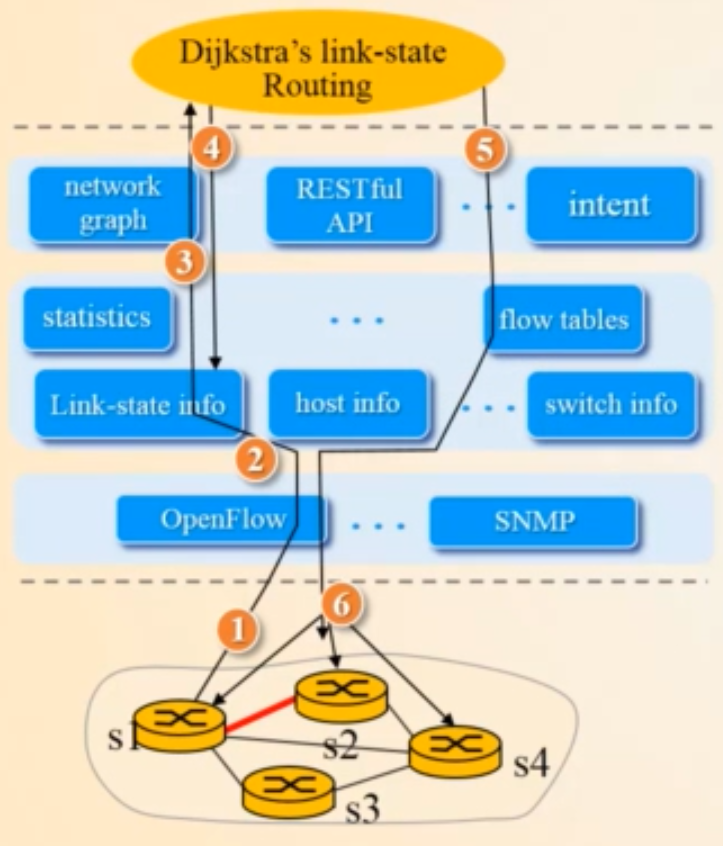 Dijkstra's link-state
Routing
4
5
network
graph
RESTful
API
intent
3
statistics
flow tables
Link-state info
host info
switch info
2
OpenFlow
SNMP
1
6
s1
s2
s4
s3